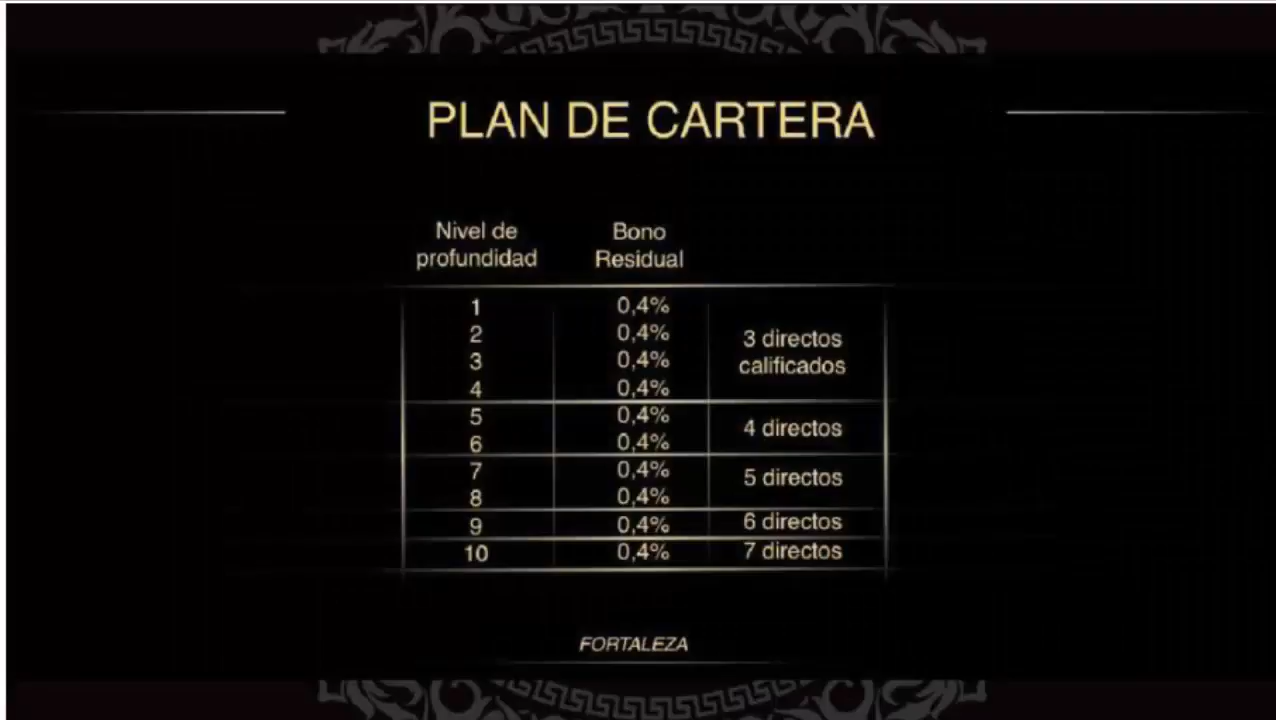 PLAN DE CARTERA
Nivel de profundidad Bono Residual
1 0,4% 3 directos calificados
2 0,4%
3 0,4%
4 0,4%
5 0,4% 4 directos
6 0,4%
7 0,4% 5 directos
8 0,4%
9 0,4% 6 directos
10 0,4% 7 directos
FORTALEZA